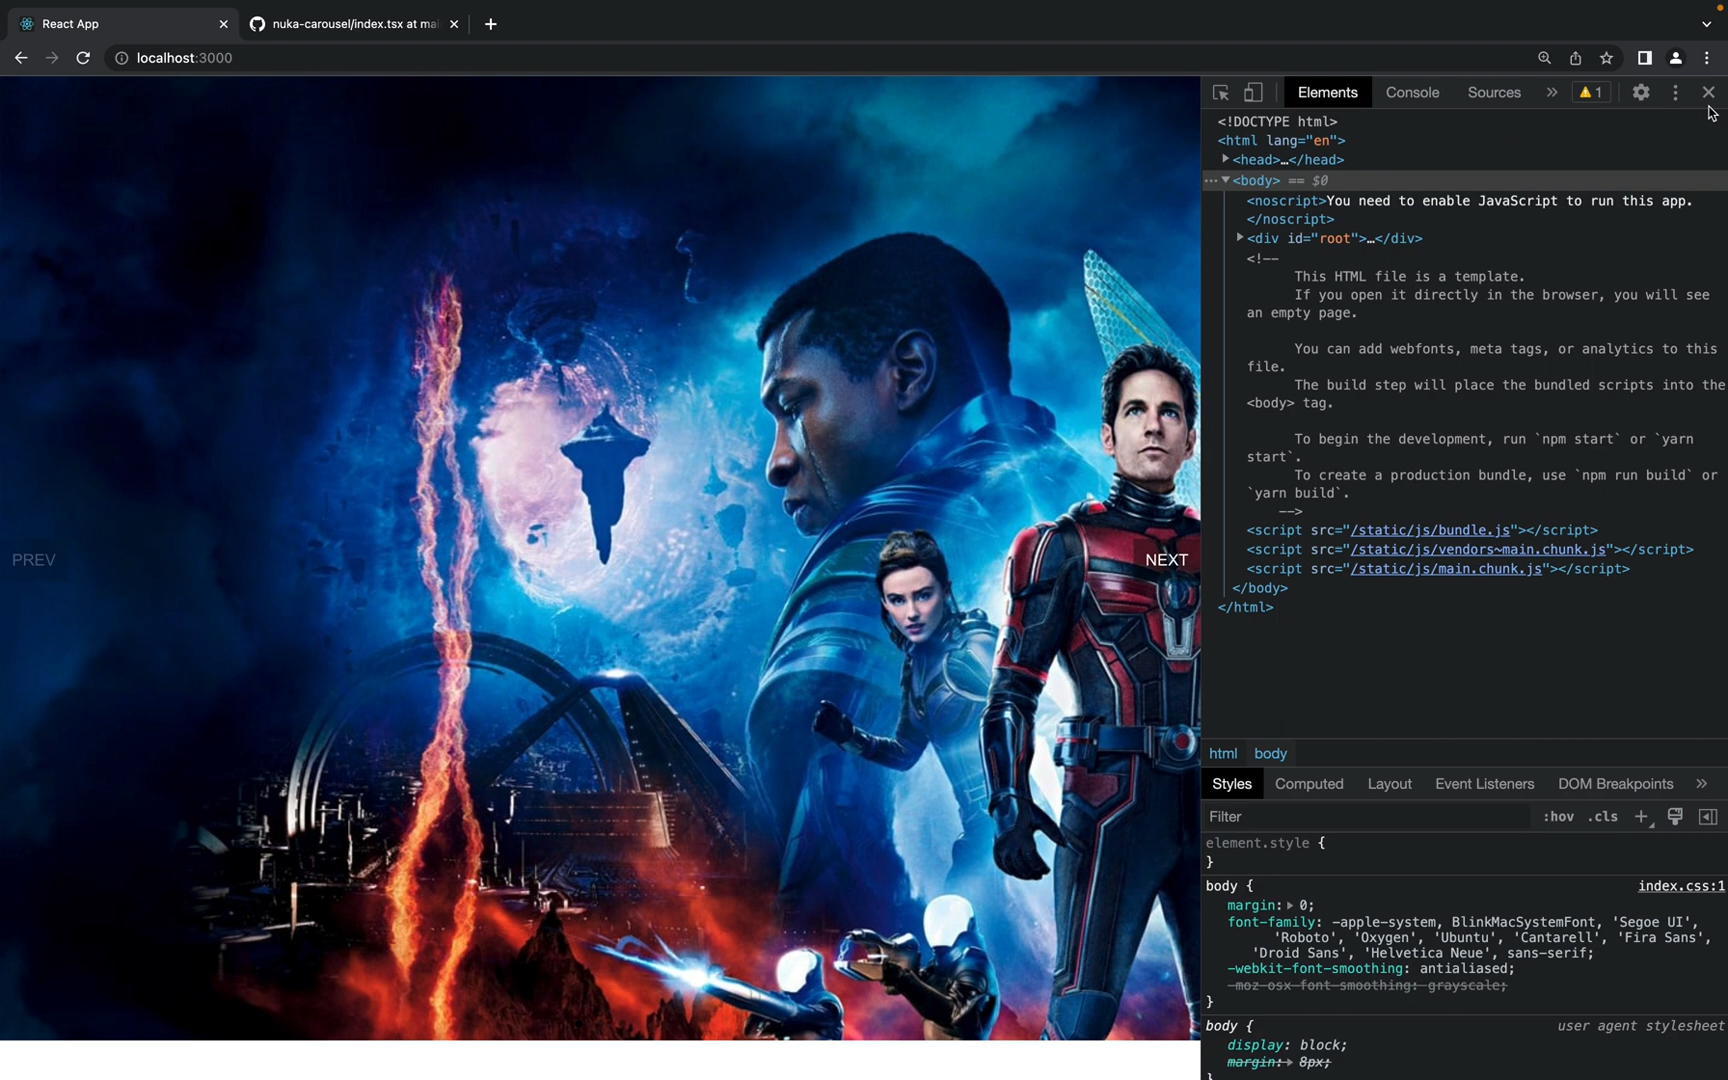 React App
nuka-carousel/index.tsx at mai
localhost:3000
Elements
Console
Sources
1
<!DOCTYPE html>
<html lang="en">
<head>…</head>
<body> == $0
<noscript>You need to enable JavaScript to run this app.
</noscript>
<div id="root">…</div>
<!--
This HTML file is a template.
If you open it directly in the browser, you will see
an empty page.
You can add webfonts, meta tags, or analytics to this
file.
The build step will place the bundled scripts into the
<body> tag.
To begin the development, run `npm start` or `yarn
start`.
To create a production bundle, use `npm run build` or
`yarn build`.
-->
<script src="/static/js/bundle.js"></script>
<script src="/static/js/vendors~main.chunk.js"></script>
<script src="/static/js/main.chunk.js"></script>
</body>
</html>
PREV
NEXT
html body
Styles
Computed
Layout
Event Listeners
DOM Breakpoints
Filter
:hov .cls
element.style {
}
body {
index.css:1
margin: 0;
font-family: -apple-system, BlinkMacSystemFont, 'Segoe UI',
'Roboto', 'Oxygen', 'Ubuntu', 'Cantarell', 'Fira Sans',
'Droid Sans', 'Helvetica Neue', sans-serif;
-webkit-font-smoothing: antialiased;
-moz-osx-font-smoothing: grayscale;
}
body {
user agent stylesheet
display: block;
margin: 8px;
}